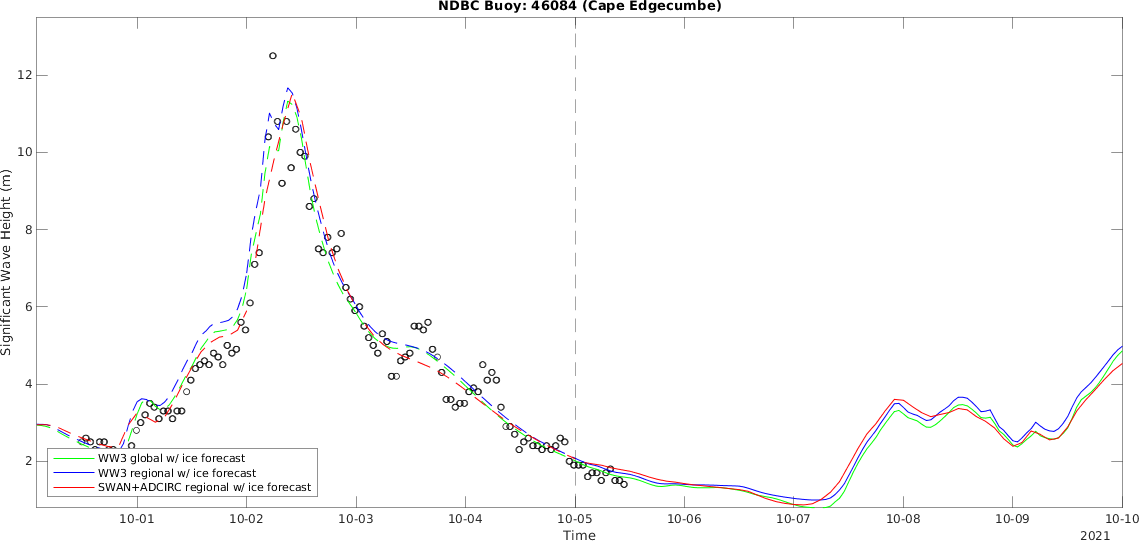 NDBC Buoy: 46084 (Cape Edgecumbe)
Significant Wave Height (m)
12
10
8
6
4
2
WW3 global w/ ice forecast
WW3 regional w/ ice forecast
SWAN+ADCIRC regional w/ ice forecast
10-01
10-02
10-03
10-04
10-05
10-06
10-07
10-08
10-09
10-10
Time
2021